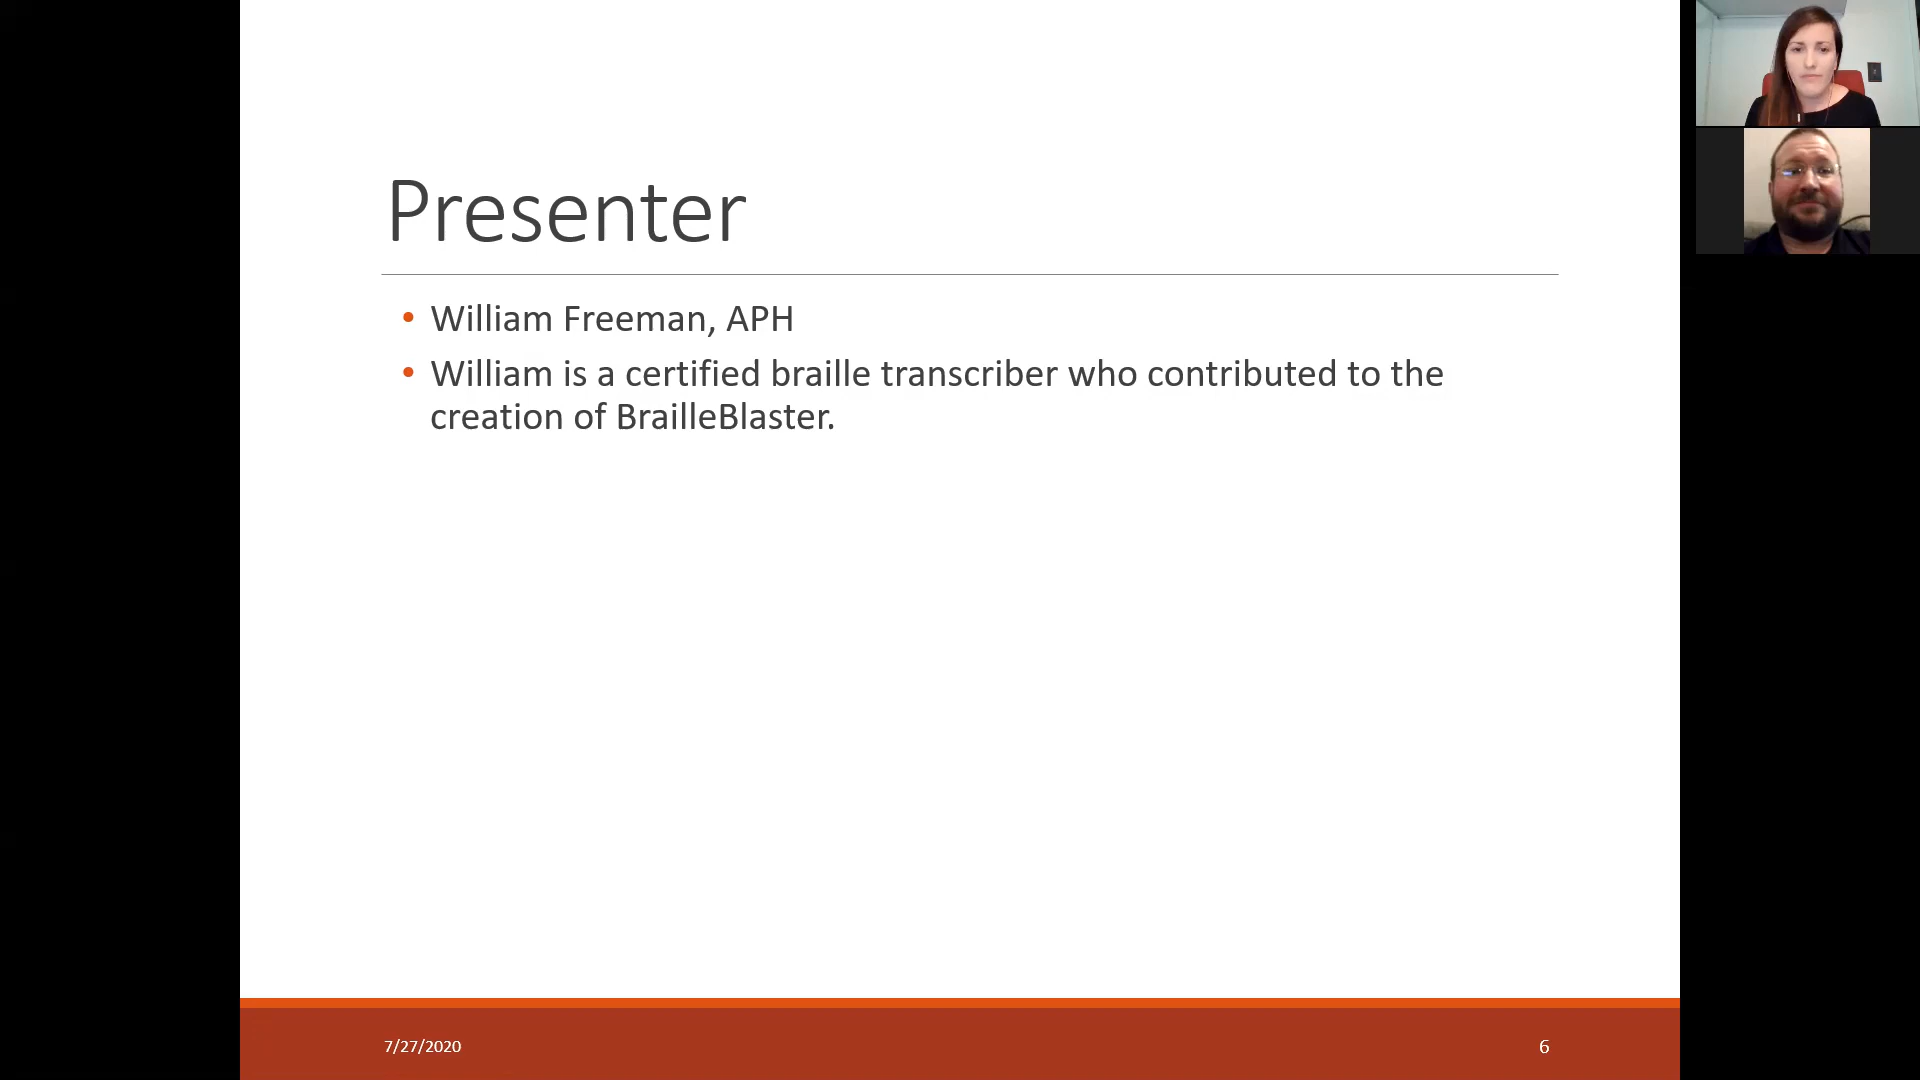 Presenter
• William Freeman, APH
• William is a certified braille transcriber who contributed to the
creation of BrailleBlaster.
7/27/2020
6